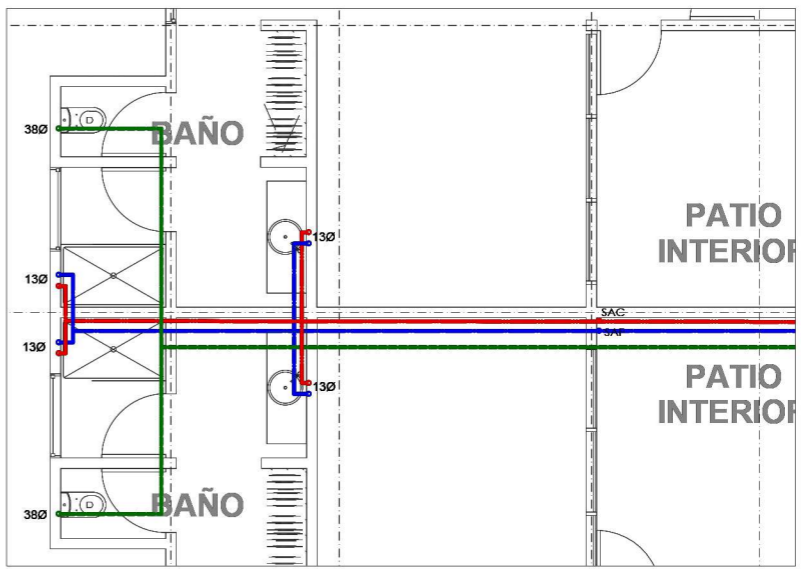 38Ø
BAÑO
D
PATIO
INTERIOR
13Ø
13Ø
SAC
SAF
13Ø
13Ø
PATIO
INTERIOR
38Ø
BAÑO
D